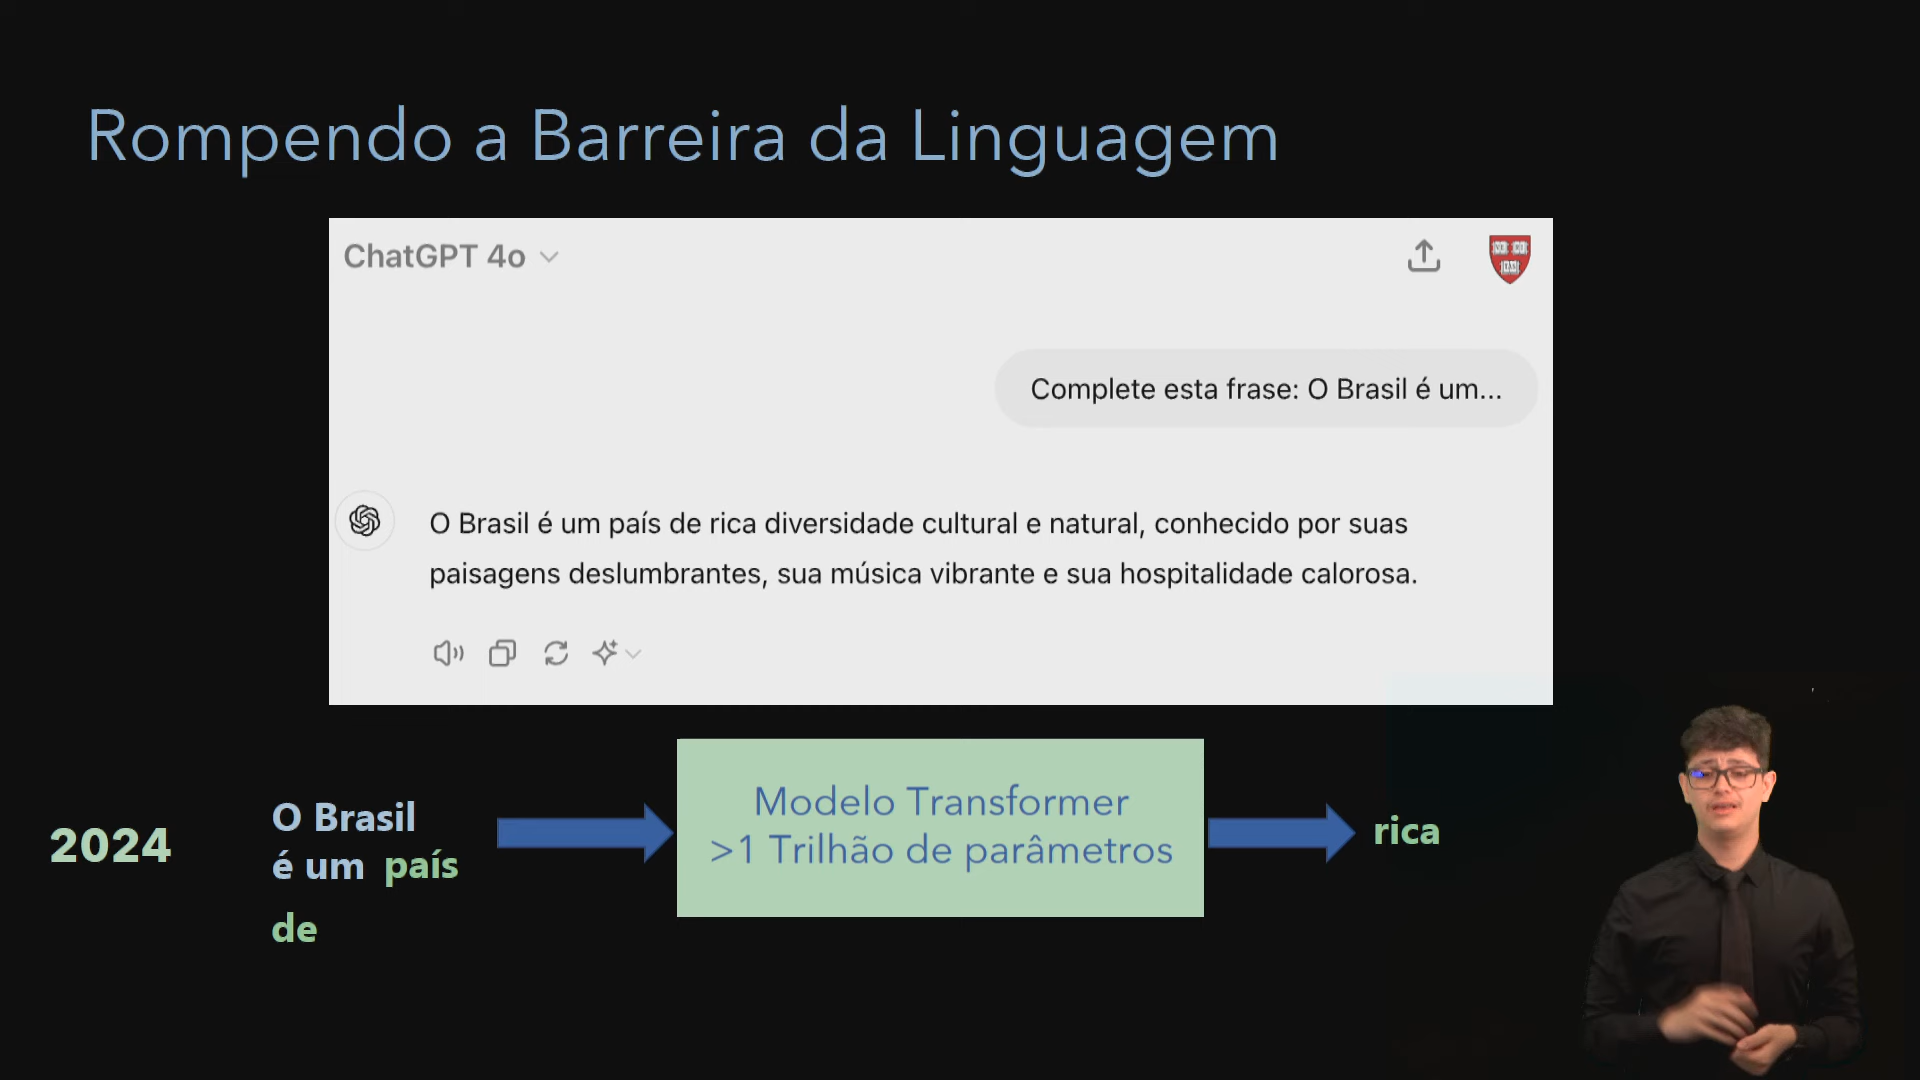 Rompendo a Barreira da Linguagem
ChatGPT 4o
Complete esta frase: O Brasil é um...
O Brasil é um país de rica diversidade cultural e natural, conhecido por suas
paisagens deslumbrantes, sua música vibrante e sua hospitalidade calorosa.
2024
O Brasil
é um país
de
Modelo Transformer
>1 Trilhão de parâmetros
rica